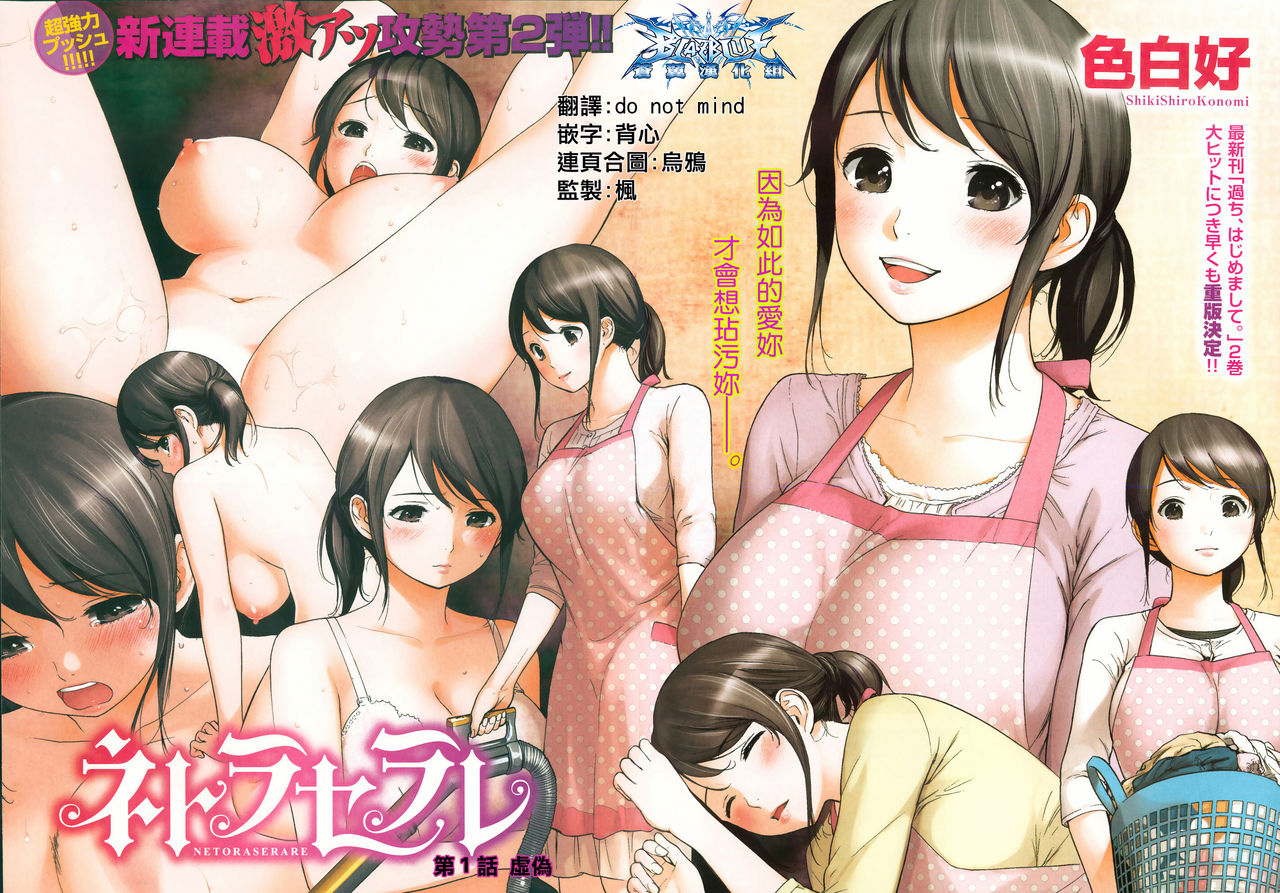 超強力
プッシュ
!!!!!
新連載激アツ攻勢第2弾!!
BLAZBLUE
蒼翼漢化組
翻譯:do not mind
嵌字:背心
連頁合圖:烏鴉
監製:楓
色白好
ShikiShiroKonomi
最新刊「過ち、はじめまして。」2巻
大ヒットにつき早くも重版決定!!
因為如此的愛妳
才會想玷污妳——。
ネトラセラレ
NETORASERARE
第1話 虛偽